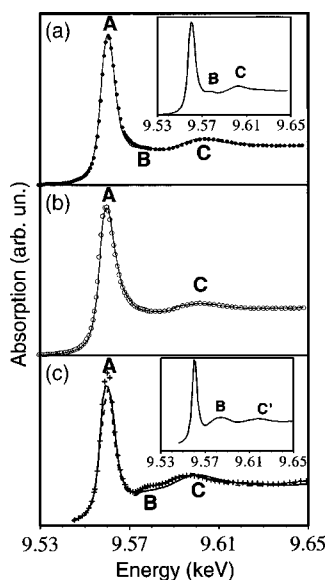 (a)
A
B
C
B
C
9.53 9.57 9.61 9.65
(b)
A
C
Absorption (arb. un.)
(c)
A
B
C
B
C'
9.53 9.57 9.61 9.65
9.53 9.57 9.61 9.65
Energy (keV)